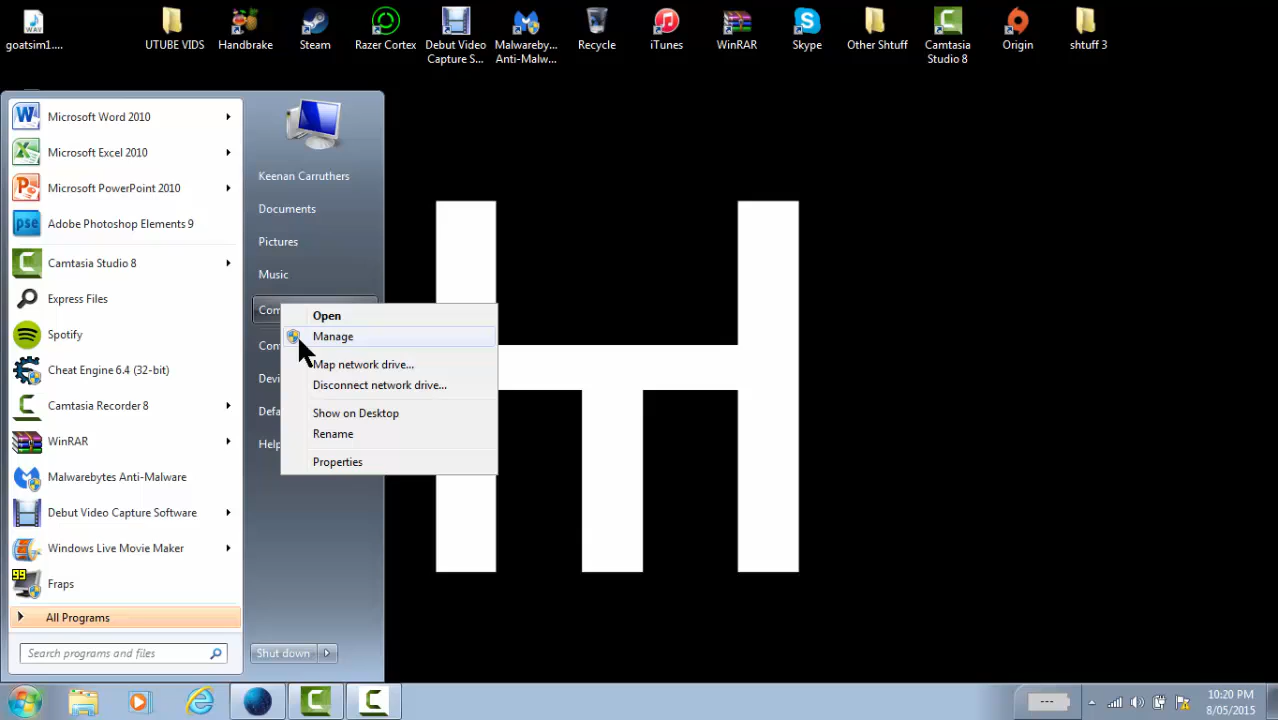 goatsim1....
UTUBE VIDS
Handbrake
Steam
Razer Cortex
Debut Video
Capture S...
Malwareby...
Anti-Malw...
Recycle
iTunes
WinRAR
Skype
Other Shtuff
Camtasia
Studio 8
Origin
shtuff 3
Microsoft Word 2010
Microsoft Excel 2010
Microsoft PowerPoint 2010
Adobe Photoshop Elements 9
Camtasia Studio 8
Express Files
Spotify
Cheat Engine 6.4 (32-bit)
Camtasia Recorder 8
WinRAR
Malwarebytes Anti-Malware
Debut Video Capture Software
Windows Live Movie Maker
Fraps
All Programs
Search programs and files
Keenan Carruthers
Documents
Pictures
Music
Com
Con
Devi
Defa
Help
Shut down
Open
Manage
Map network drive...
Disconnect network drive...
Show on Desktop
Rename
Properties
10:20 PM
8/05/2015